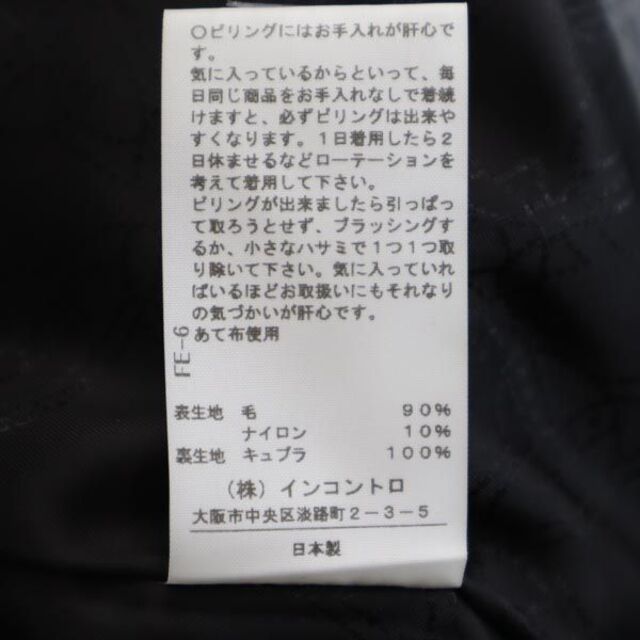 ○ピリングにはお手入れが肝心で
す。
気に入っているからといって、毎
日同じ商品をお手入れなしで着続
けますと、必ずピリングは出来や
すくなります。1日着用したら2
日休ませるなどローテーションを
考えて着用して下さい。
ピリングが出来ましたら引っぱっ
て取ろうとせず、ブラッシングす
るか、小さなハサミで1つ1つ取
り除いて下さい。気に入っていれ
ばいるほどお取扱いにもそれなり
の気づかいが肝心です。
あて布使用
FE-6
表生地 毛 90%
ナイロン 10%
裏生地 キュプラ 100%
(株)インコントロ
大阪市中央区淡路町2-3-5
日本製